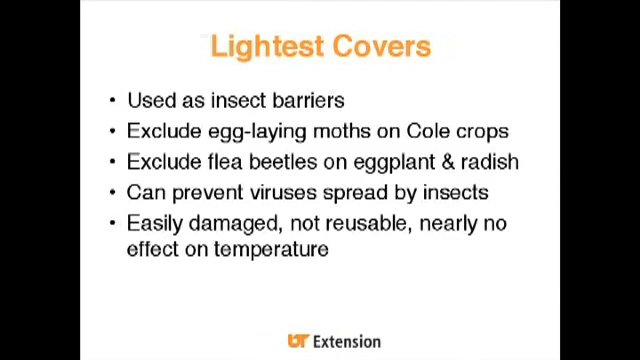 Lightest Covers
• Used as insect barriers
• Exclude egg-laying moths on Cole crops
• Exclude flea beetles on eggplant & radish
• Can prevent viruses spread by insects
• Easily damaged, not reusable, nearly no
effect on temperature
UT Extension